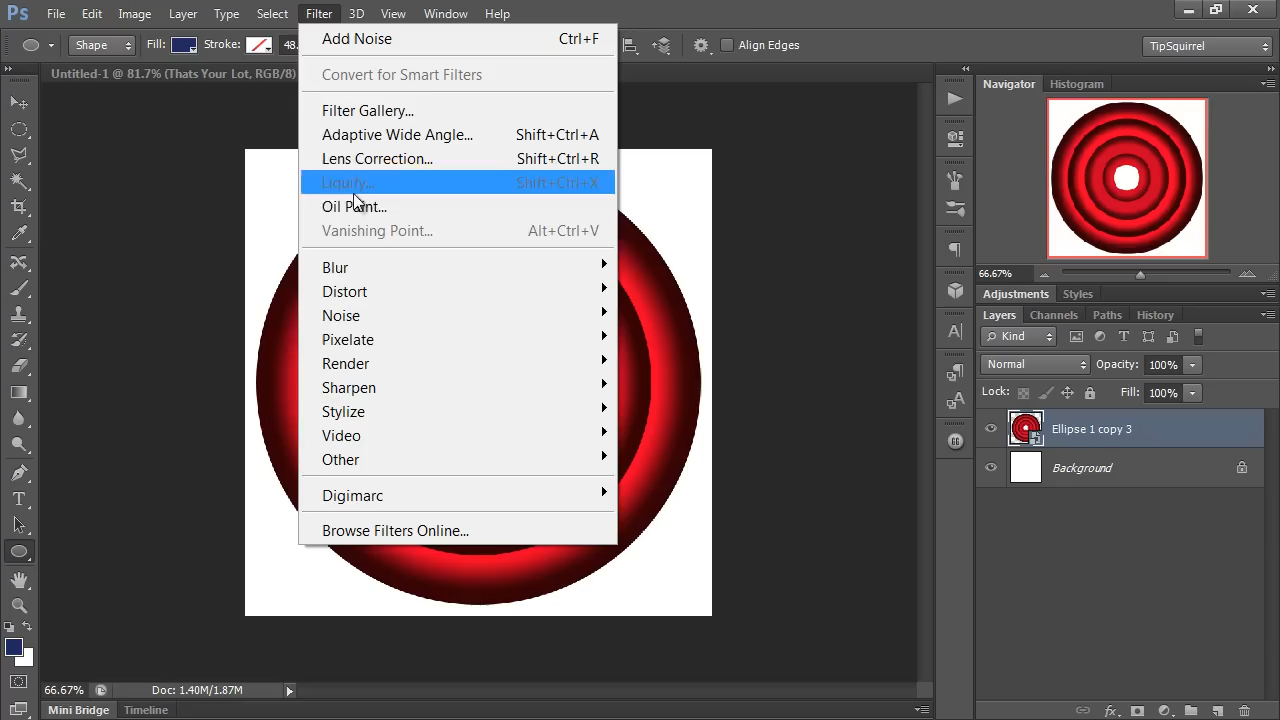 Ps File Edit Image Layer Type Select Filter 3D View Window Help
Shape Fill: Stroke: 48. Align Edges TipSquirrel
Untitled-1 @ 81.7% (Thats Your Lot, RGB/8)
Add Noise Ctrl+F
Convert for Smart Filters
Filter Gallery...
Adaptive Wide Angle... Shift+Ctrl+A
Lens Correction... Shift+Ctrl+R
Liquify... Shift+Ctrl+X
Oil Paint...
Vanishing Point... Alt+Ctrl+V
Blur
Distort
Noise
Pixelate
Render
Sharpen
Stylize
Video
Other
Digimarc
Browse Filters Online...
Navigator Histogram
66.67%
Adjustments Styles
Layers Channels Paths History
Kind
Normal Opacity: 100%
Lock: Fill: 100%
Ellipse 1 copy 3
Background
66.67% Doc: 1.40M/1.87M
Mini Bridge Timeline